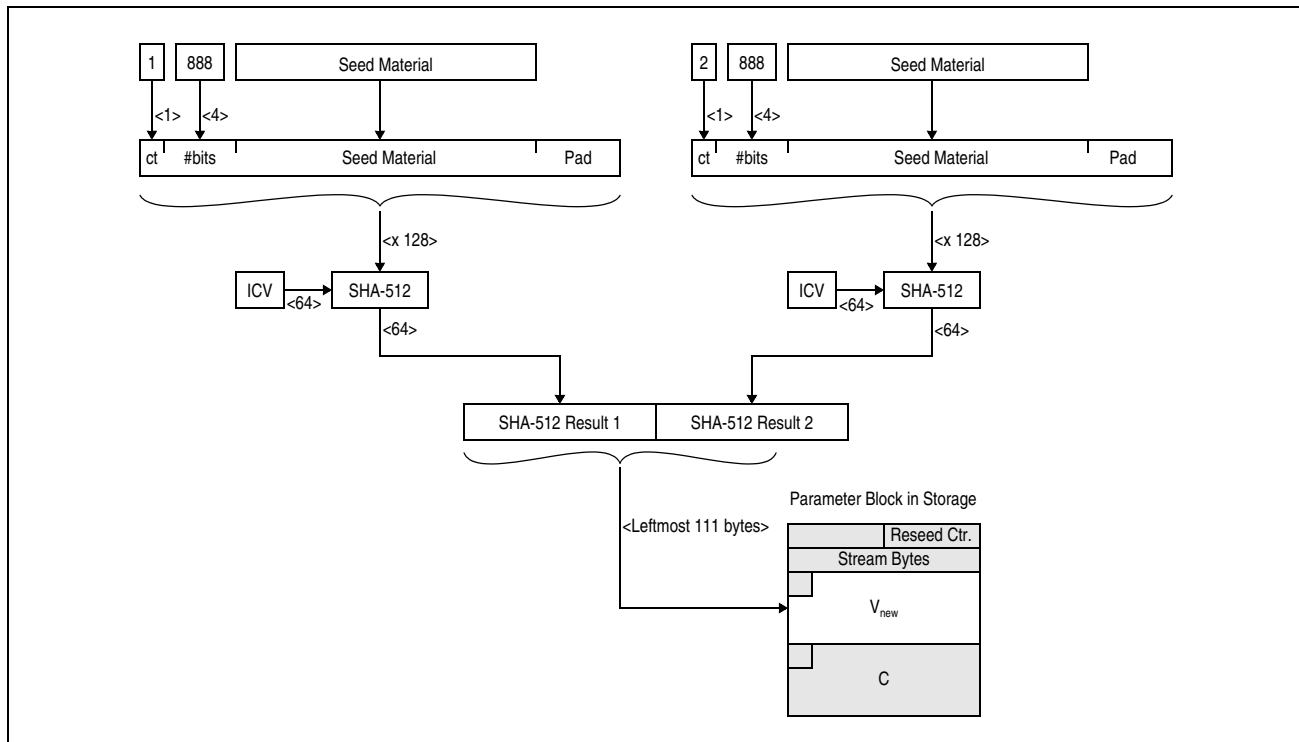 1 888 Seed Material 2 888 Seed Material
<1> <4> <1> <4>
ct #bits Seed Material Pad ct #bits Seed Material Pad
<x 128> <x 128>
ICV SHA-512 ICV SHA-512
<64> <64>
<64> <64>
SHA-512 Result 1 SHA-512 Result 2
Parameter Block in Storage
<Leftmost 111 bytes>
Reseed Ctr.
Stream Bytes
Vnew
C